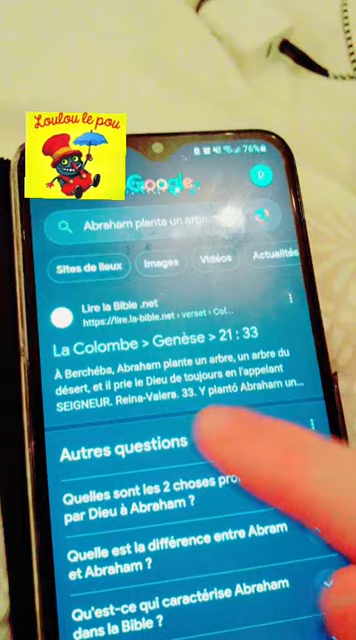 Loulou le pou
76%
Google
P
Abraham plante un arbre
Sites de lieux
Images
Vidéos
Actualités
Lire la Bible .net
https://lire.la-bible.net › verset › Col...
La Colombe > Genèse > 21 : 33
À Berchéba, Abraham plante un arbre, un arbre du
désert, et il prie le Dieu de toujours en l'appelant
SEIGNEUR. Reina-Valera. 33. Y plantó Abraham un...
Autres questions
Quelles sont les 2 choses
par Dieu à Abraham ?
Quelle est la différence entre Abram
et Abraham ?
Qu'est-ce qui caractérise Abraham
dans la Bible ?